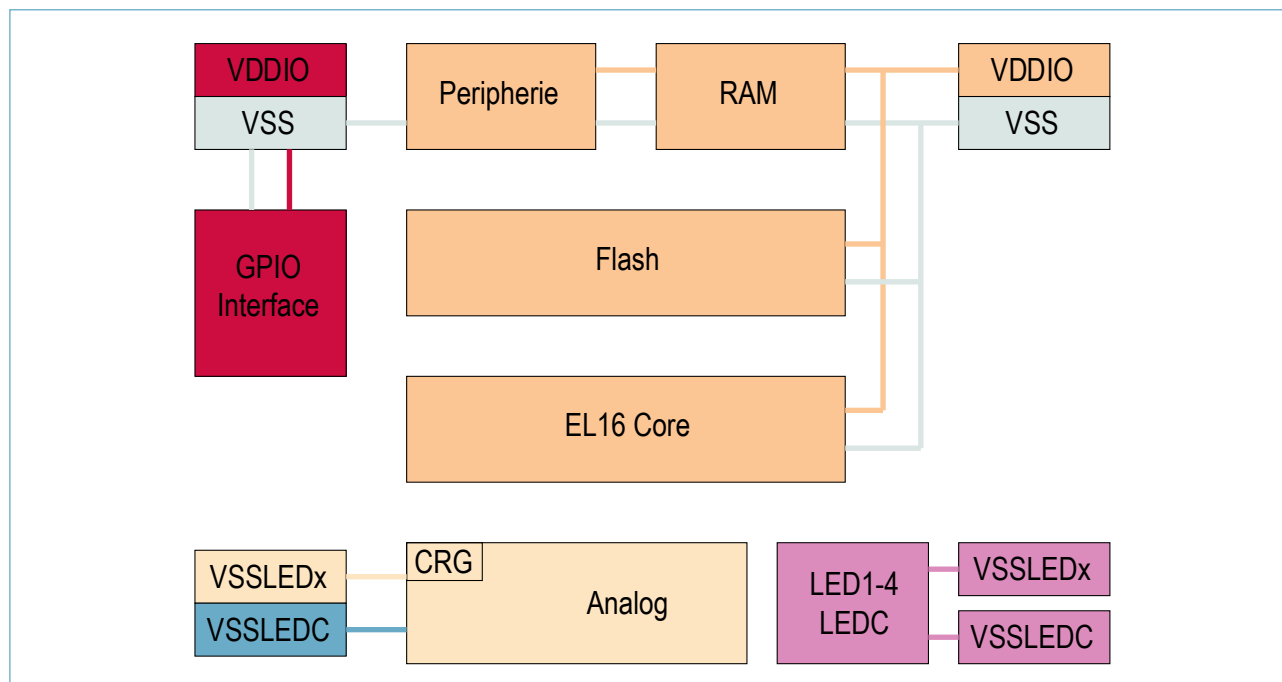 VDDIO
VSS
Peripherie
RAM
VDDIO
VSS
GPIO
Interface
Flash
EL16 Core
VSSLEDx
VSSLEDC
CRG
Analog
LED1-4
LEDC
VSSLEDx
VSSLEDC